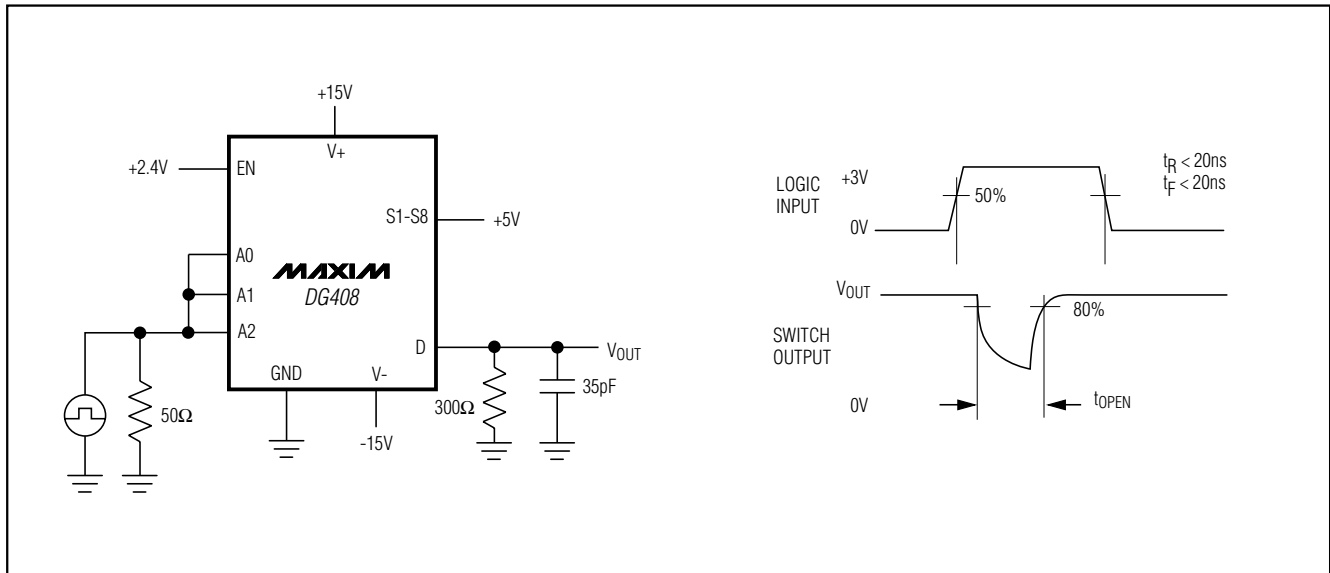 +15V
V+
+2.4V
EN
S1-S8
+5V
A0
MAXIM
A1
DG408
A2
D
VOUT
GND
V-
50Ω
300Ω
35pF
-15V
LOGIC
INPUT
+3V
0V
50%
tR < 20ns
tF < 20ns
VOUT
SWITCH
OUTPUT
80%
0V
tOPEN